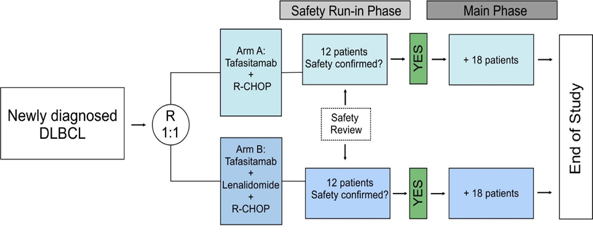 Safety Run-in Phase
Main Phase
Newly diagnosed
DLBCL
R
1:1
Arm A:
Tafasitamab
+
R-CHOP
12 patients
Safety confirmed?
YES
+ 18 patients
Safety
Review
Arm B:
Tafasitamab
+
Lenalidomide
+
R-CHOP
12 patients
Safety confirmed?
YES
+ 18 patients
End of Study